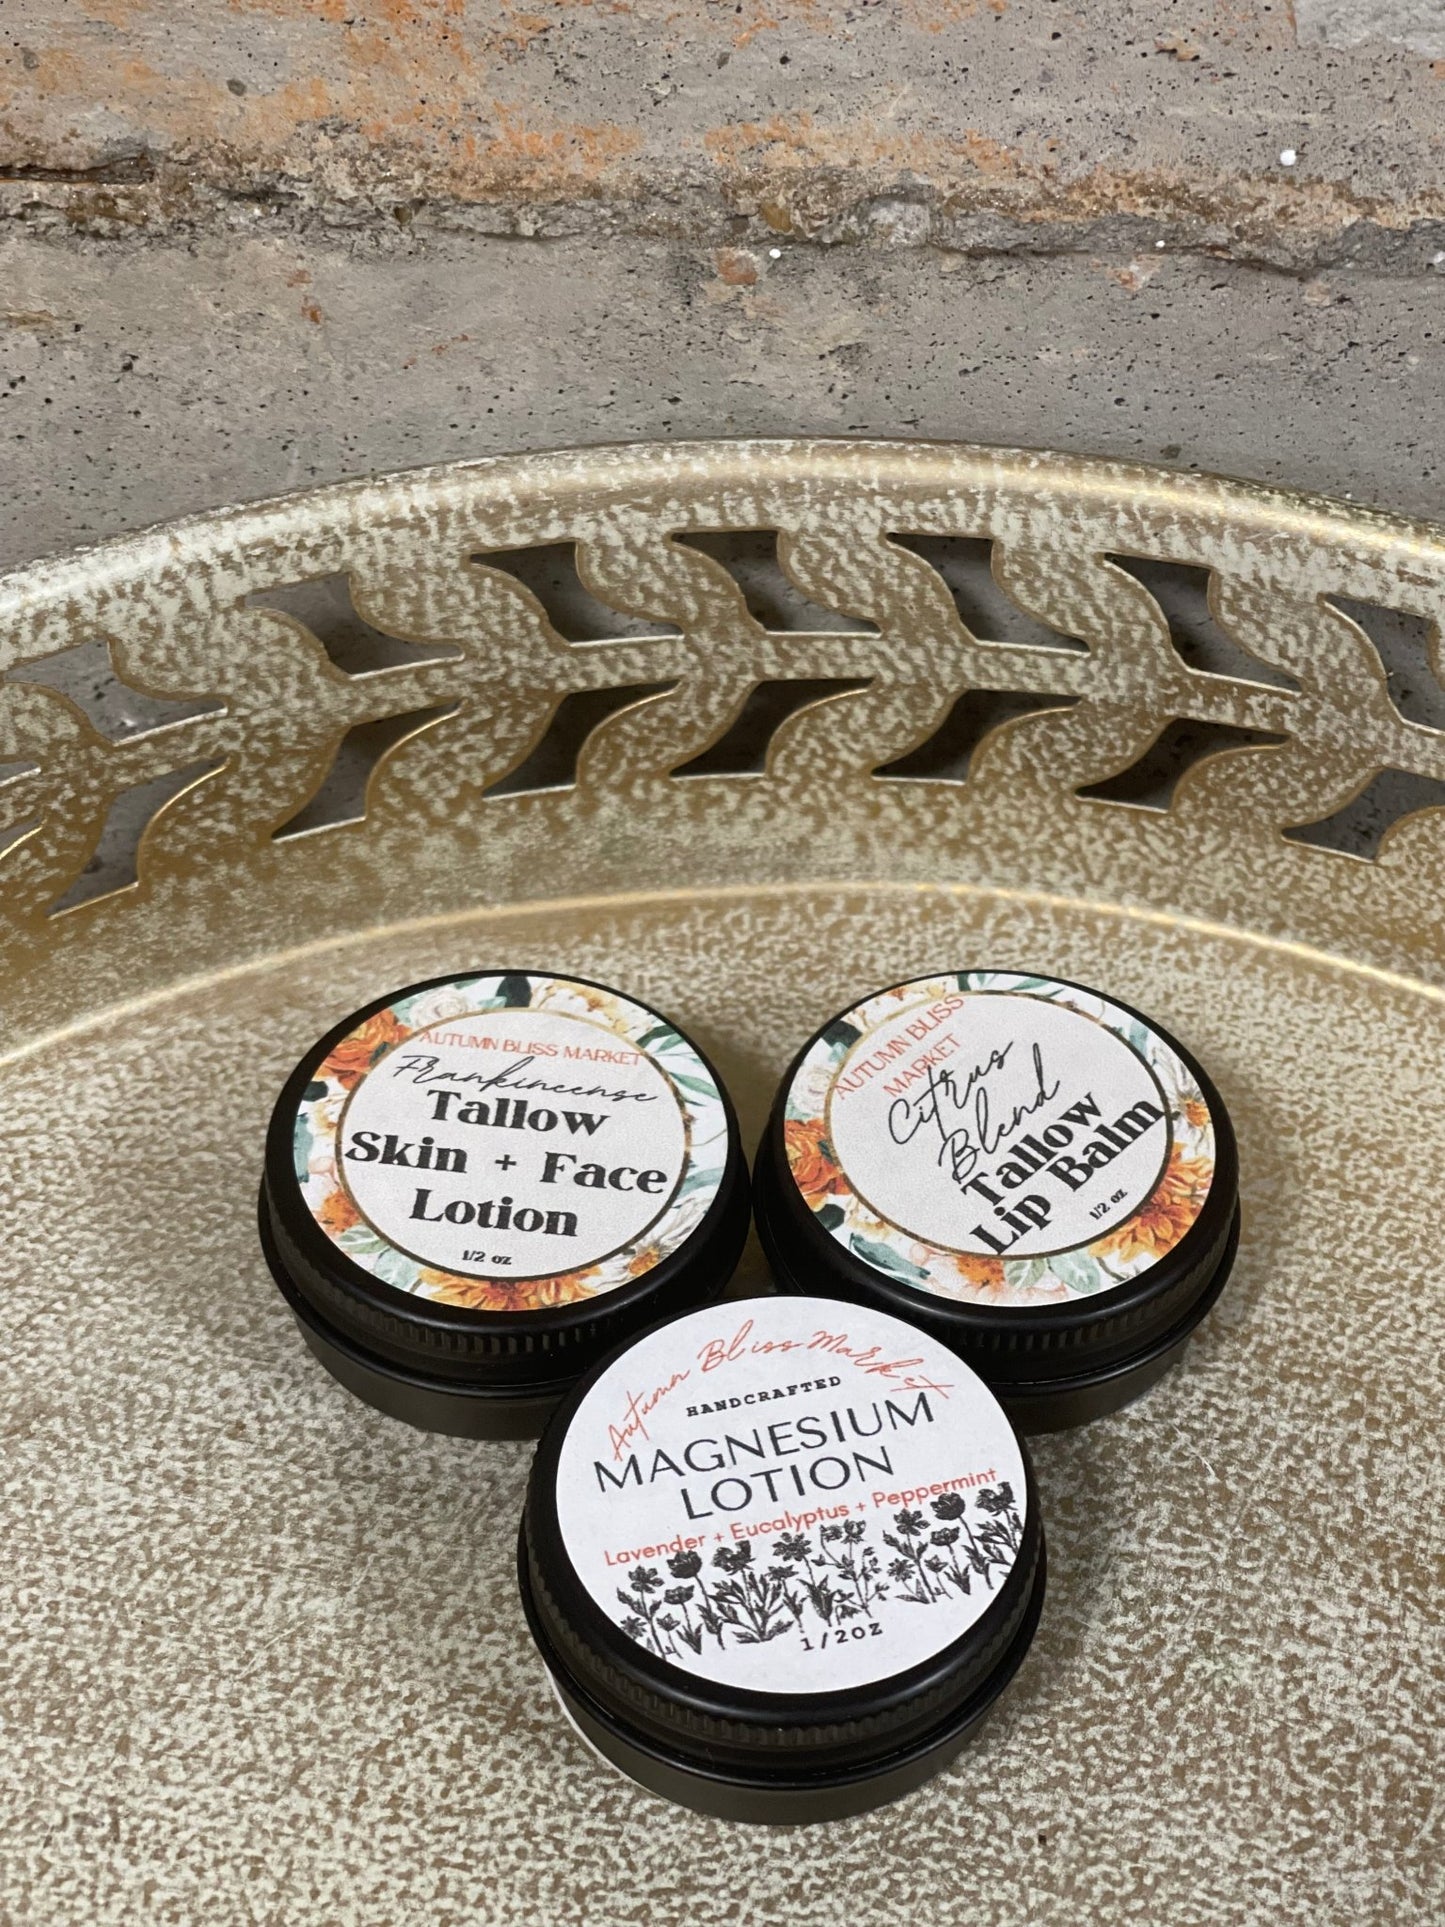 AUTUMN BLISS MARKET
Frankincense
Tallow
Skin + Face
Lotion
1/2 oz
AUTUMN BLISS
MARKET
Citrus
Blend
Tallow
Lip Balm
1/2 oz
Autumn Bliss Market
HANDCRAFTED
MAGNESIUM
LOTION
Lavender + Eucalyptus + Peppermint
1/2OZ